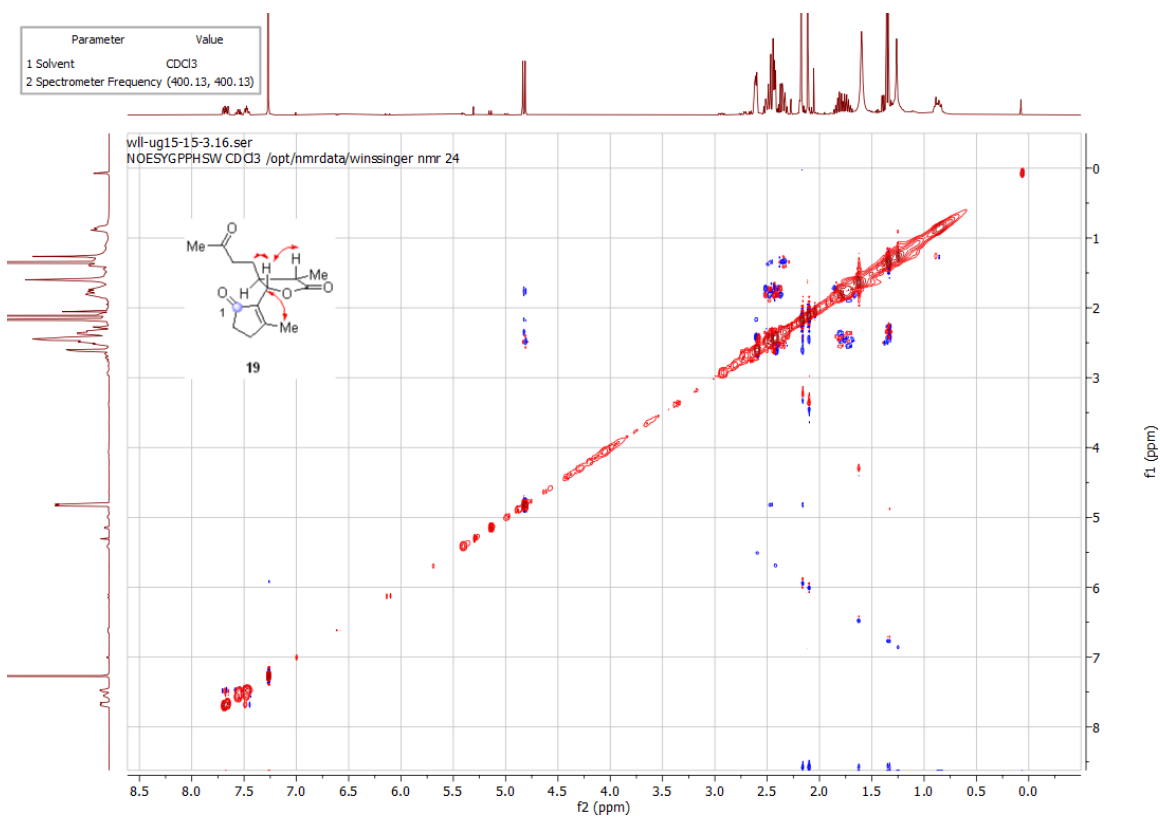 Parameter Value
1 Solvent CDCl3
2 Spectrometer Frequency (400.13, 400.13)
wll-ug15-15-3.16.ser
NOESYGPPHSW CDCl3 /opt/nmrdata/winssinger nmr 24
O
Me
H
H
Me
H
O
O
O
1
Me
19
0
1
2
3
4
5
6
7
8
f1 (ppm)
8.5 8.0 7.5 7.0 6.5 6.0 5.5 5.0 4.5 4.0 3.5 3.0 2.5 2.0 1.5 1.0 0.5 0.0
f2 (ppm)